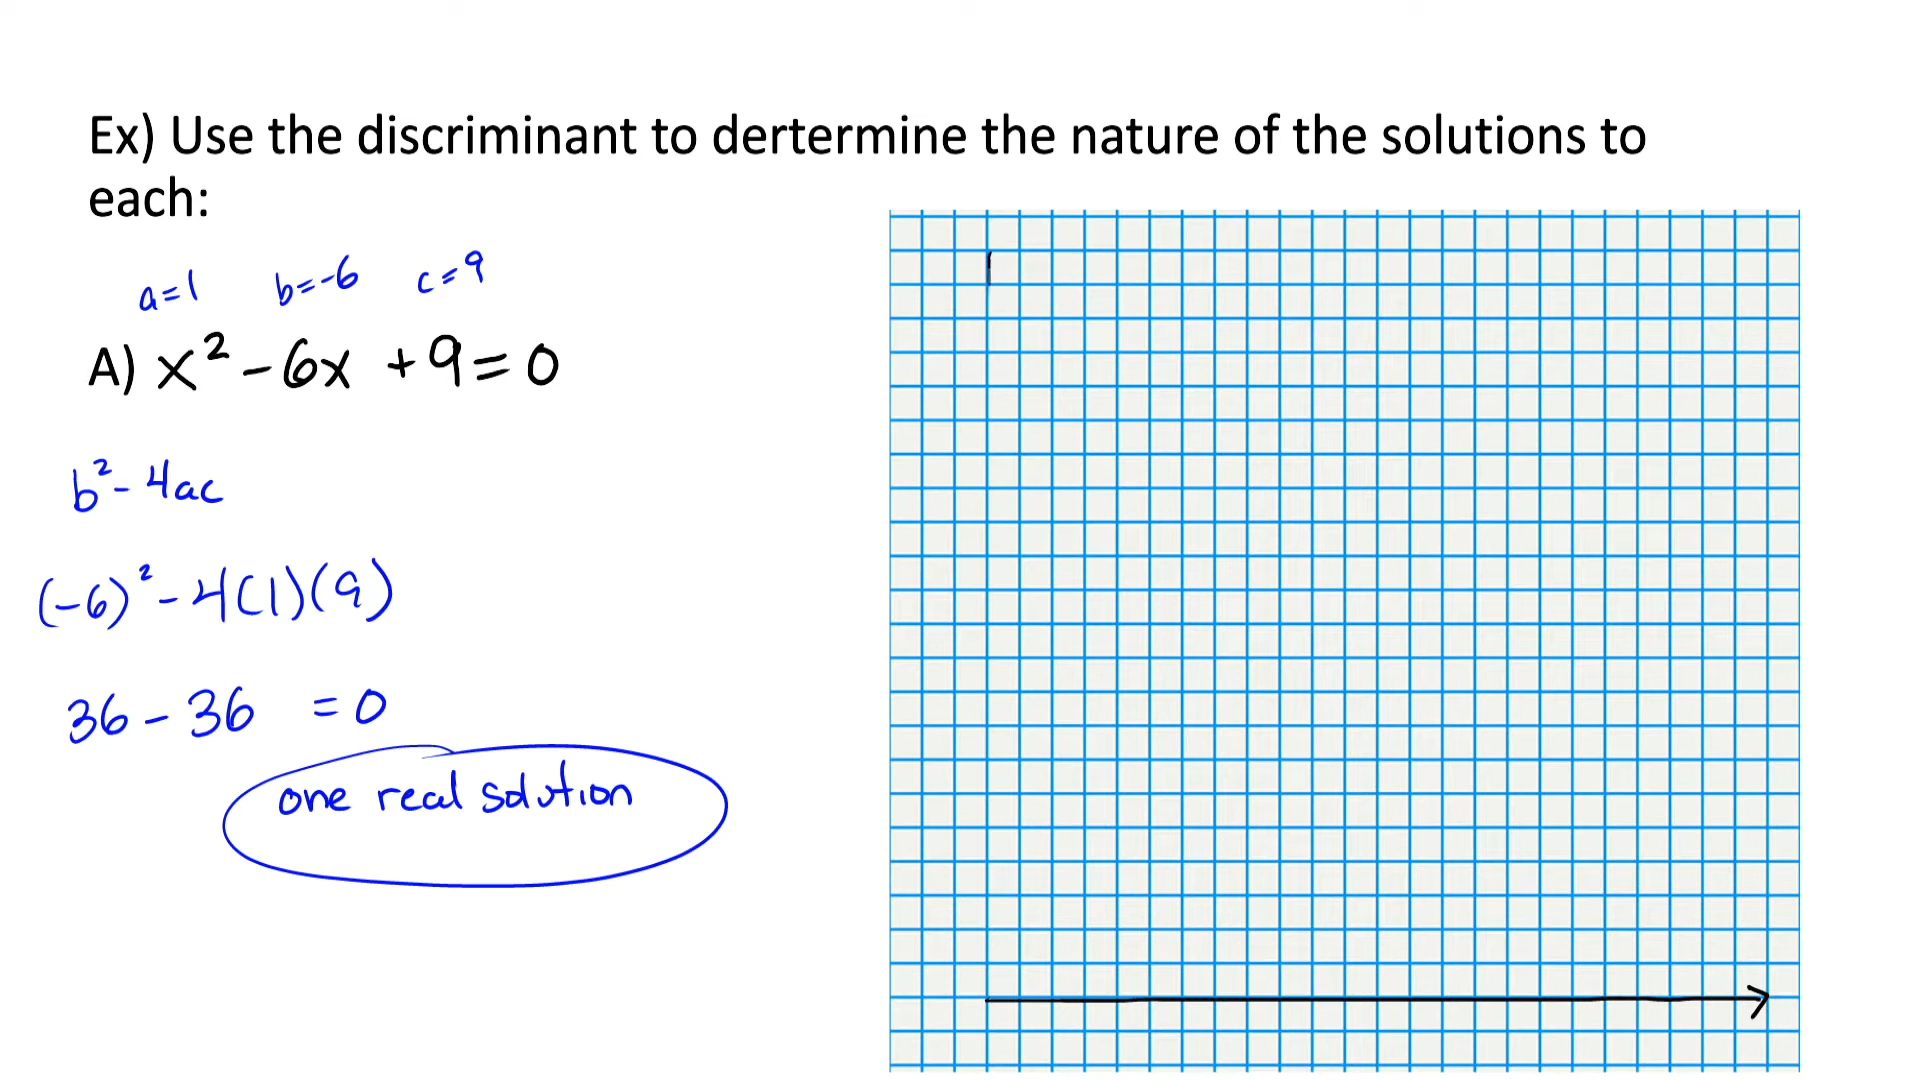 Ex) Use the discriminant to dertermine the nature of the solutions to
each:
a=1 b=-6 c=9
A) x² - 6x + 9 = 0
b² - 4ac
(-6)² - 4(1)(9)
36 - 36 = 0
one real solution